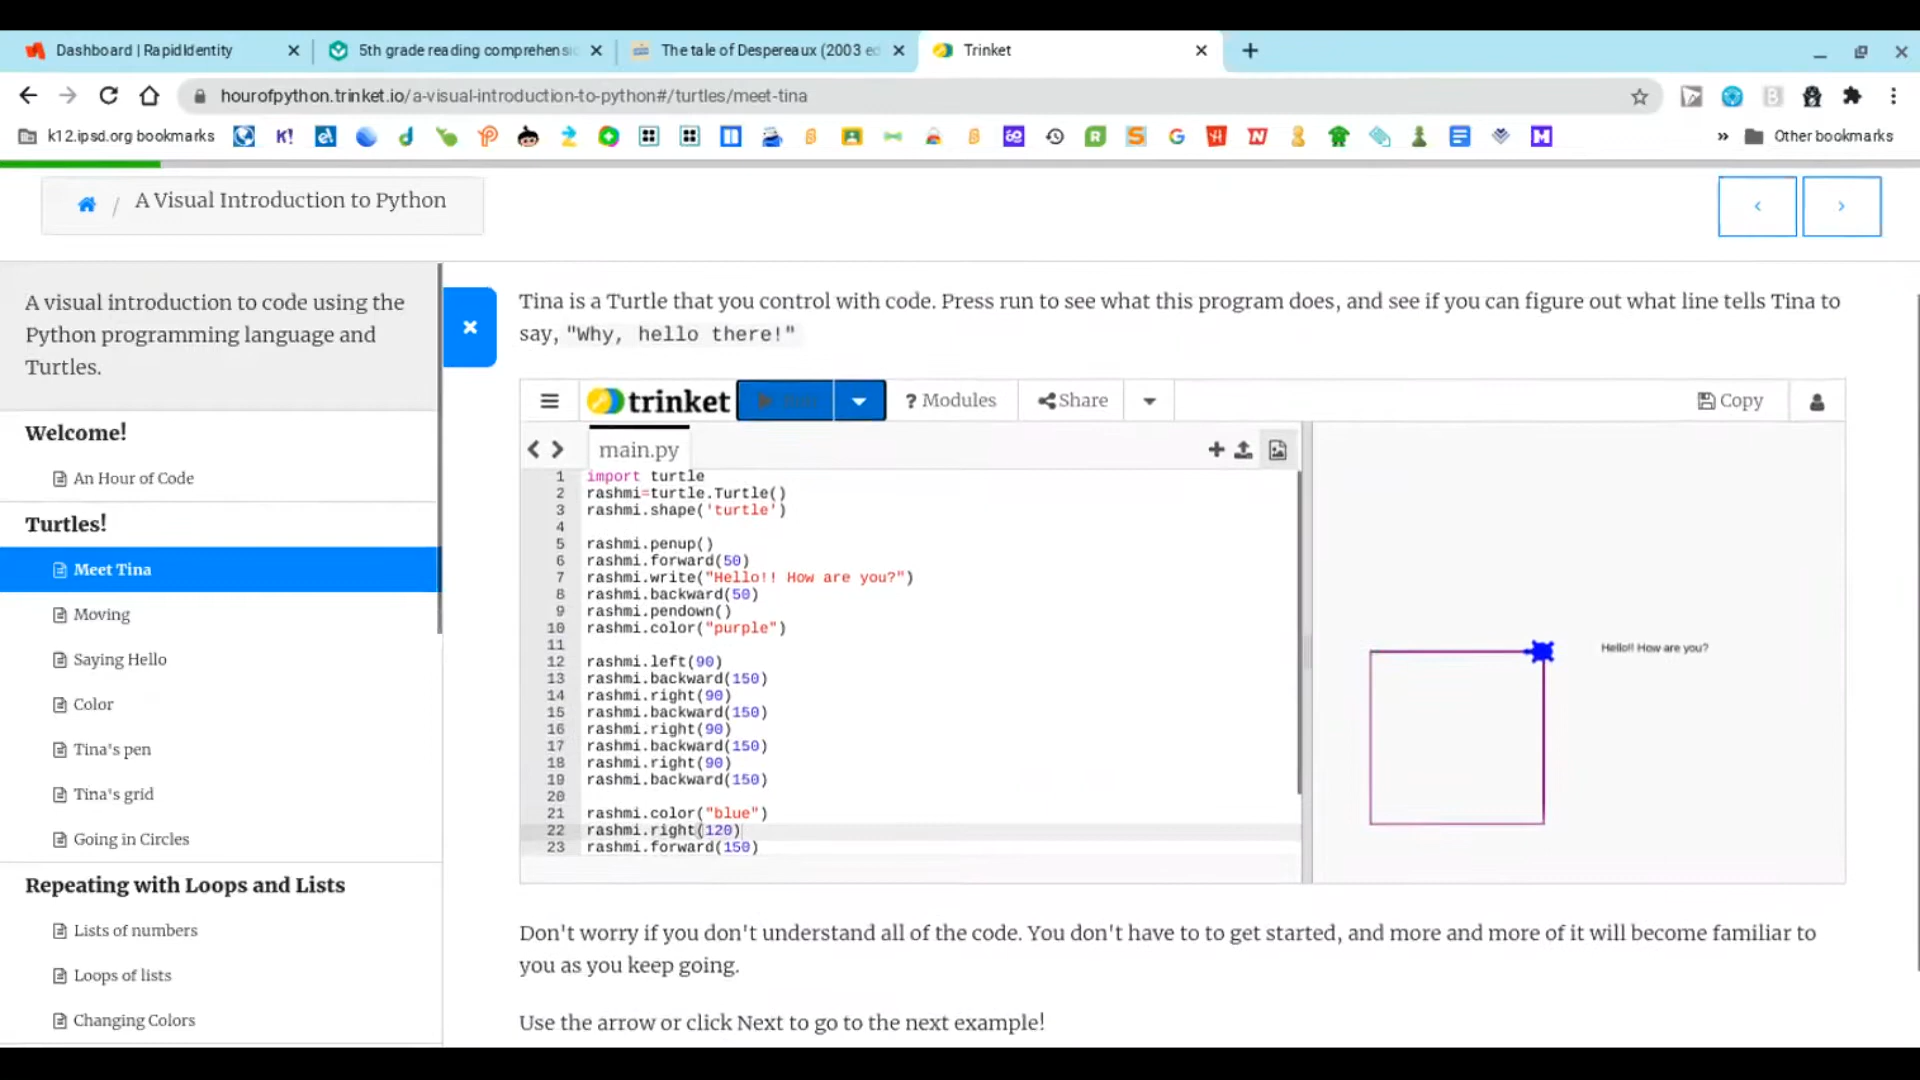 Dashboard | RapidIdentity
5th grade reading comprehensi
The tale of Despereaux (2003 ed
Trinket
hourofpython.trinket.io/a-visual-introduction-to-python#/turtles/meet-tina
k12.ipsd.org bookmarks
Other bookmarks
/ A Visual Introduction to Python
A visual introduction to code using the
Python programming language and
Turtles.
Welcome!
An Hour of Code
Turtles!
Meet Tina
Moving
Saying Hello
Color
Tina's pen
Tina's grid
Going in Circles
Repeating with Loops and Lists
Lists of numbers
Loops of lists
Changing Colors
Tina is a Turtle that you control with code. Press run to see what this program does, and see if you can figure out what line tells Tina to
say, "Why, hello there!"
trinket
? Modules
Share
Copy
main.py
1 import turtle
2 rashmi=turtle.Turtle()
3 rashmi.shape('turtle')
4
5 rashmi.penup()
6 rashmi.forward(50)
7 rashmi.write("Hello!! How are you?")
8 rashmi.backward(50)
9 rashmi.pendown()
10 rashmi.color("purple")
11
12 rashmi.left(90)
13 rashmi.backward(150)
14 rashmi.right(90)
15 rashmi.backward(150)
16 rashmi.right(90)
17 rashmi.backward(150)
18 rashmi.right(90)
19 rashmi.backward(150)
20
21 rashmi.color("blue")
22 rashmi.right(120)
23 rashmi.forward(150)
Hello!! How are you?
Don't worry if you don't understand all of the code. You don't have to to get started, and more and more of it will become familiar to
you as you keep going.
Use the arrow or click Next to go to the next example!